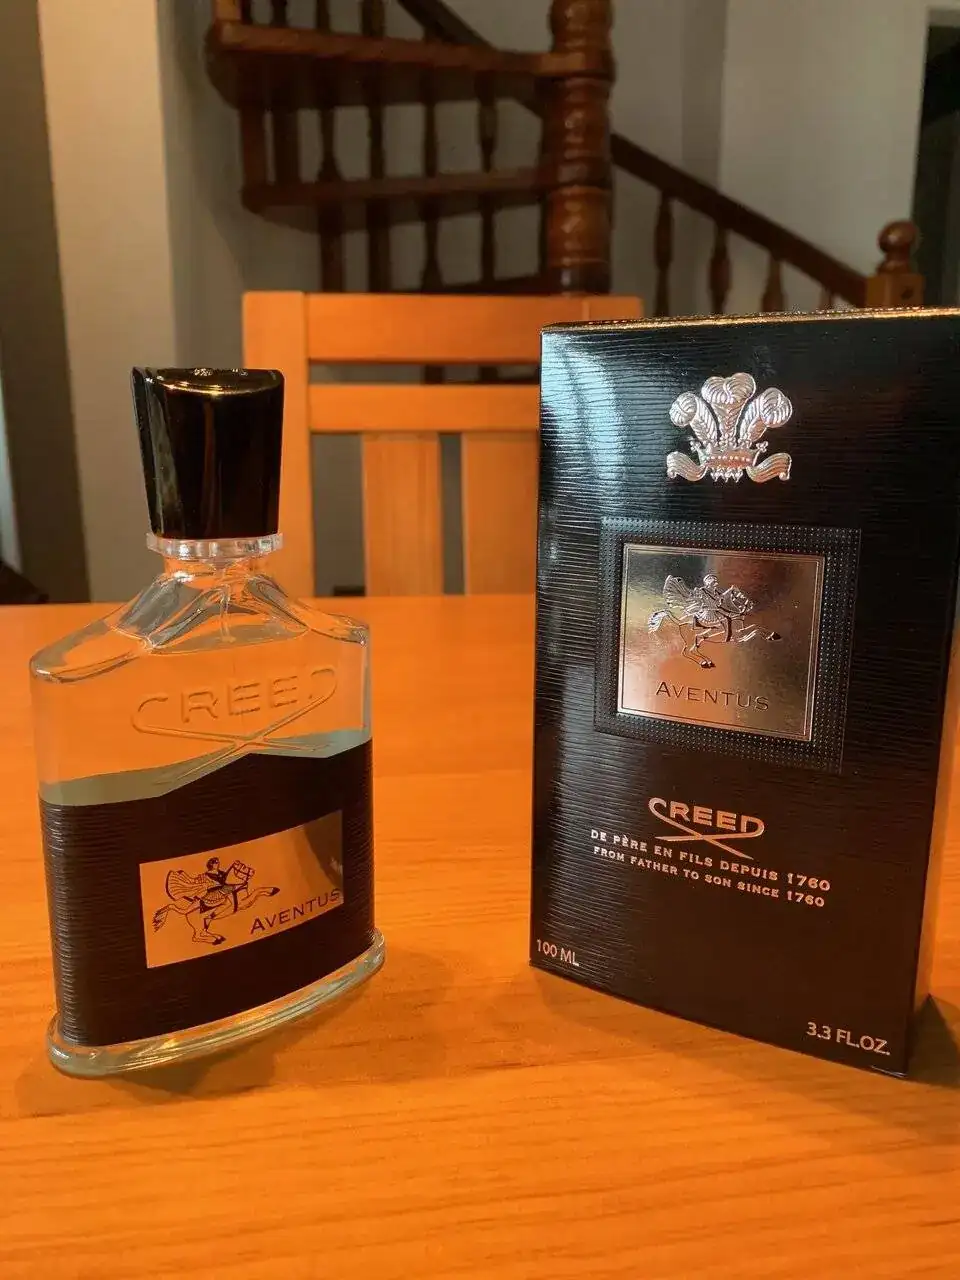 CREED
AVENTUS
AVENTUS
CREED
DE PÈRE EN FILS DEPUIS 1760
FROM FATHER TO SON SINCE 1760
100 ML
3.3 FL.OZ.